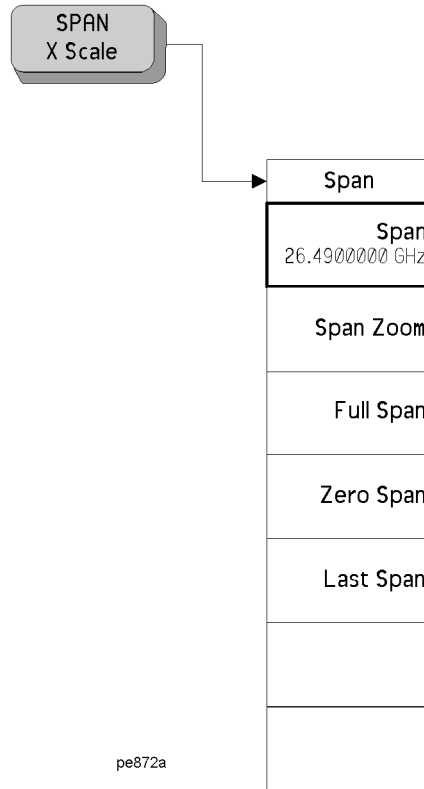 SPAN
X Scale
Span
Span
26.4900000 GHz
Span Zoom
Full Span
Zero Span
Last Span
pe872a